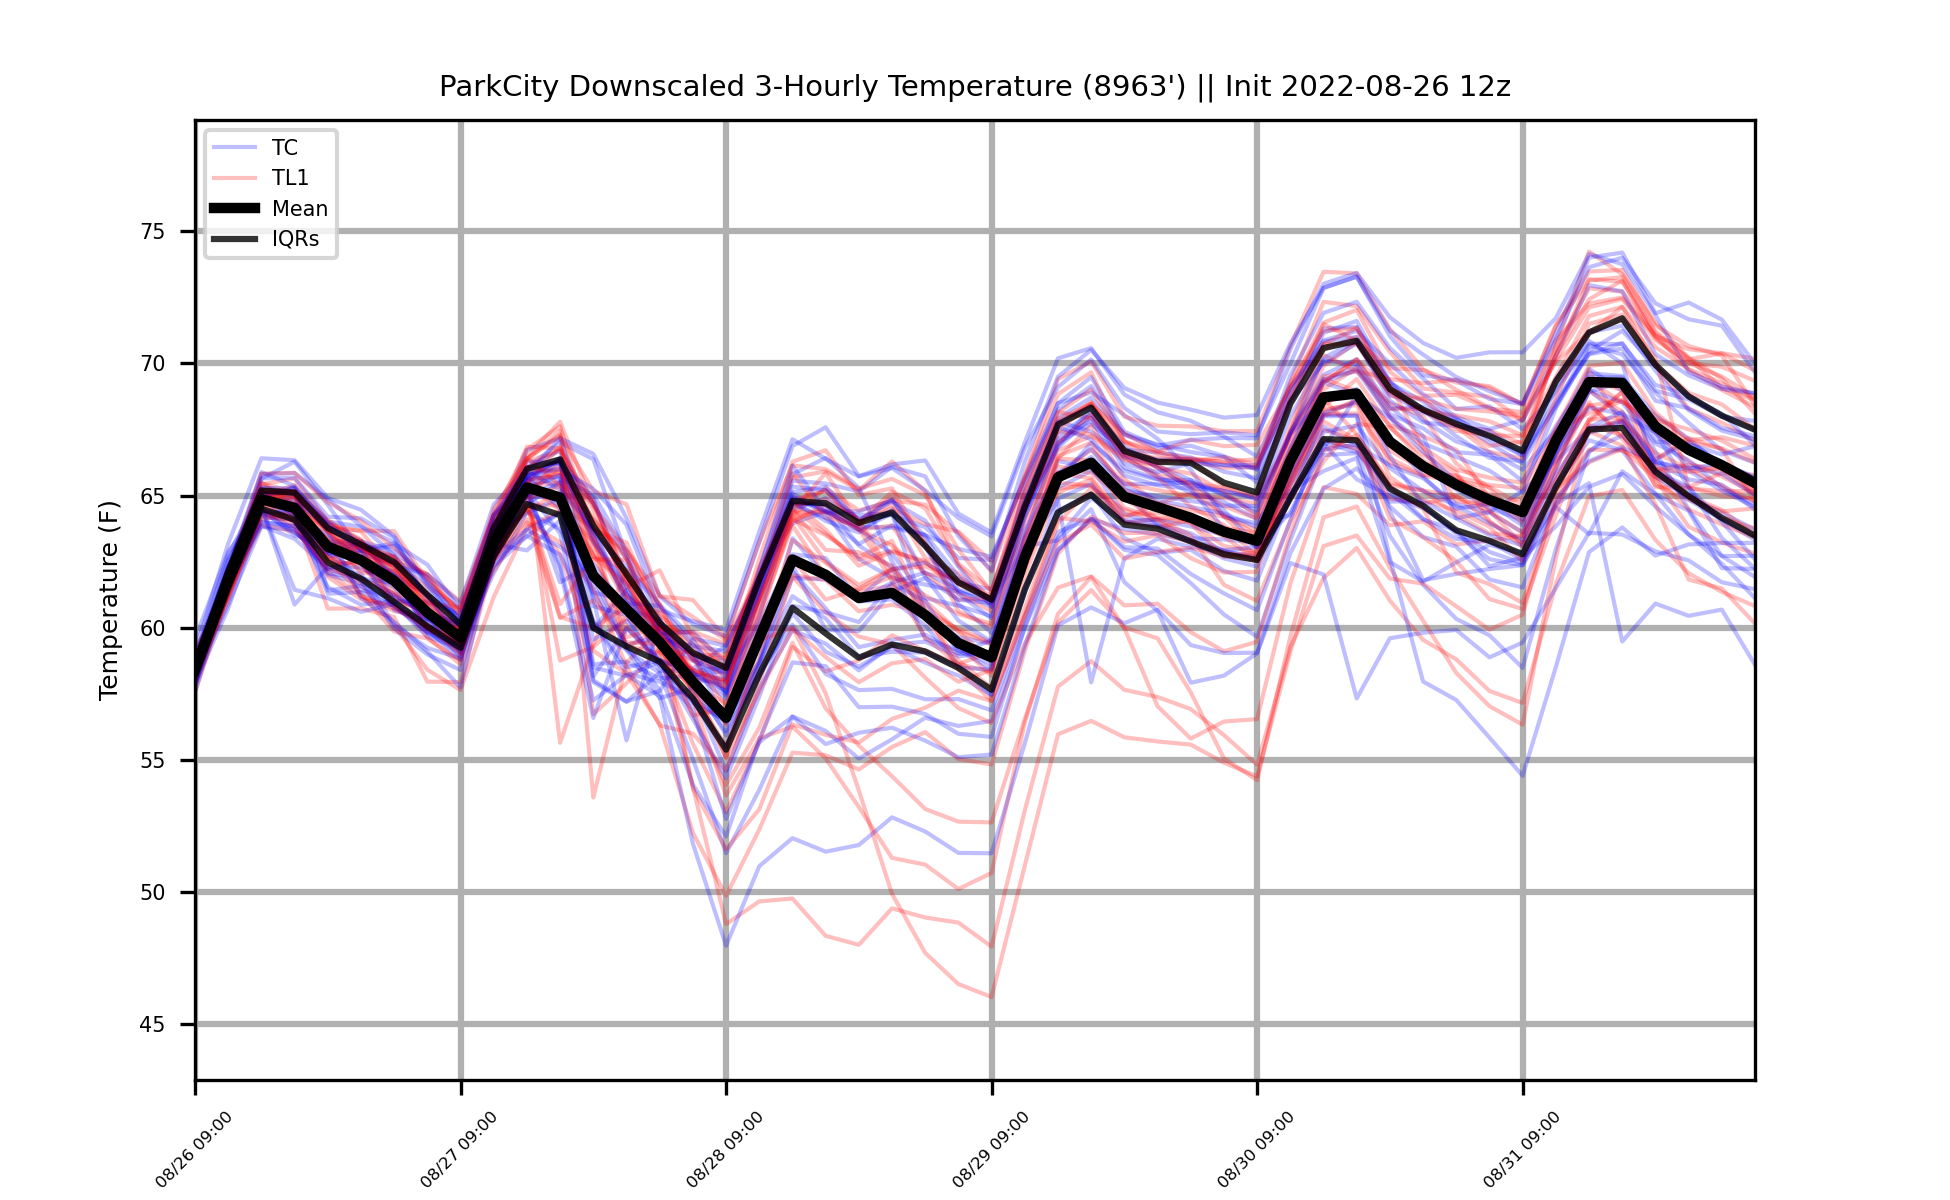 ParkCity Downscaled 3-Hourly Temperature (8963') || Init 2022-08-26 12z
TC
TL1
Mean
IQRs
Temperature (F)
75
70
65
60
55
50
45
08/26 09:00
08/27 09:00
08/28 09:00
08/29 09:00
08/30 09:00
08/31 09:00